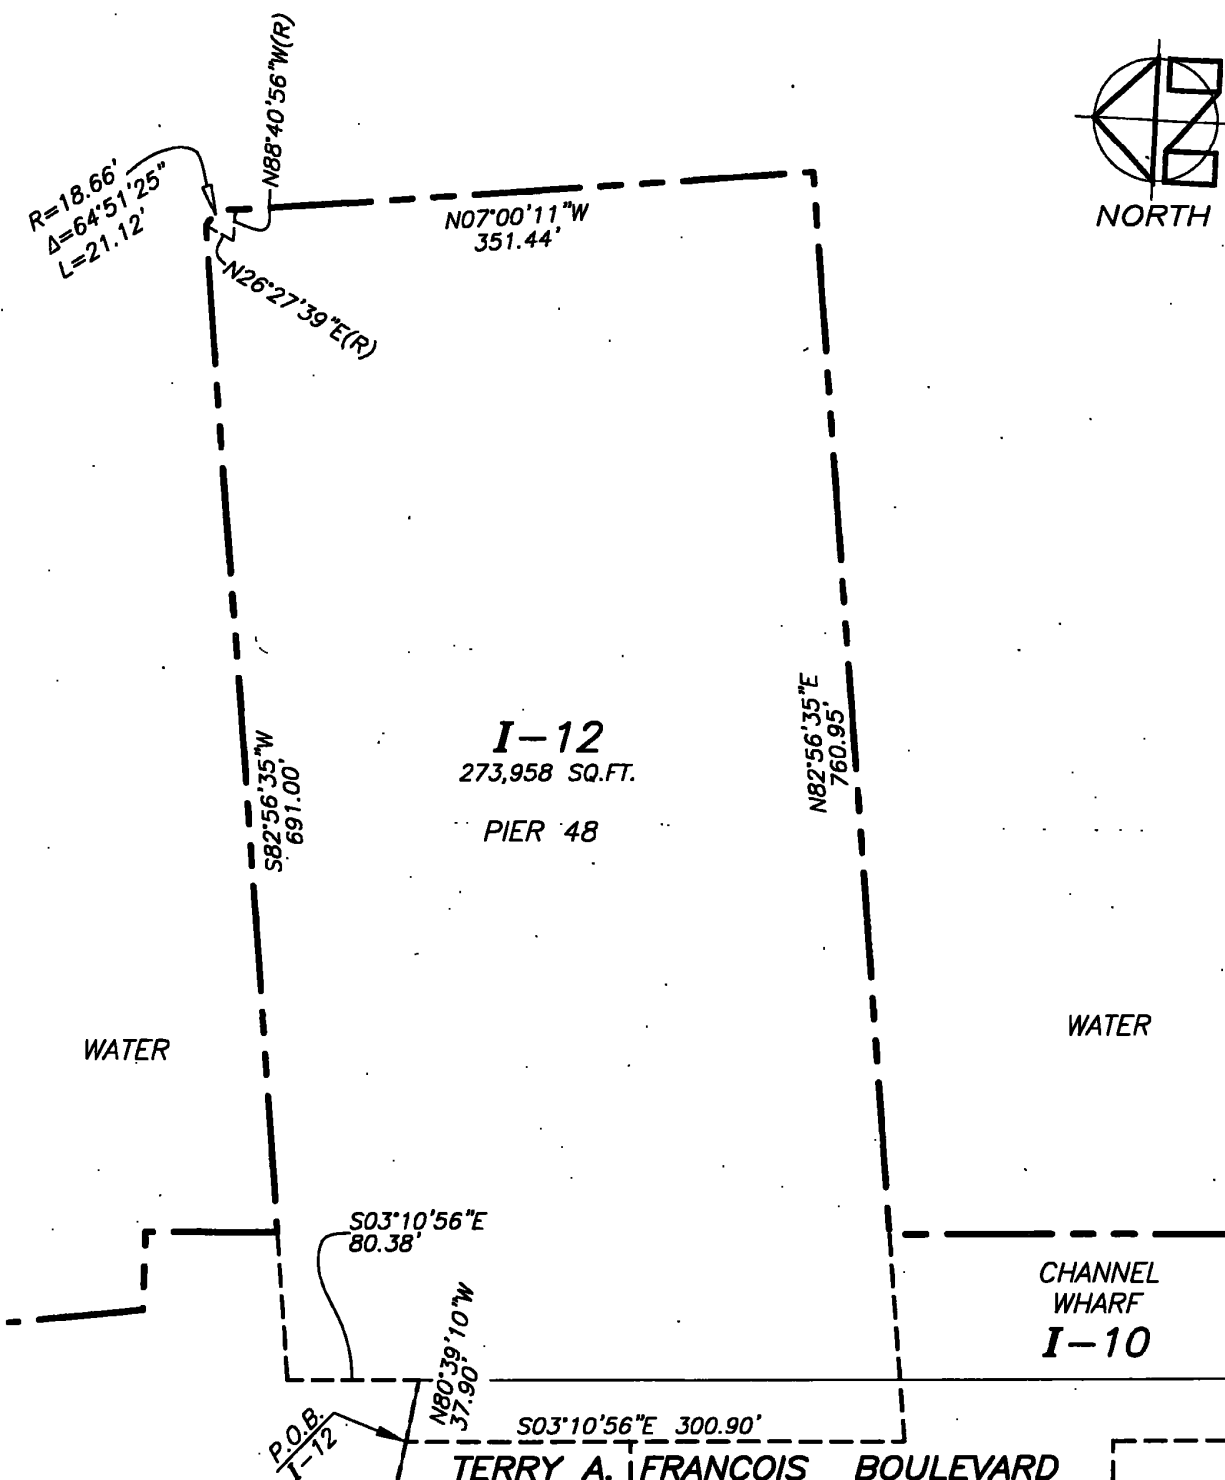 N88°40'56"W(R)
R=18.66'
Δ=64°51'25"
L=21.12'
N
NORTH
N07°00'11"W
351.44'
N26°27'39"E(R)
I-12
273,958 SQ.FT.
PIER 48
S82°56'35"W
691.00'
N82°56'35"E
760.95'
WATER
WATER
S03°10'56"E
80.38'
CHANNEL
WHARF
I-10
N80°39'10"W
37.90'
S03°10'56"E 300.90'
P.O.B.
I-12
TERRY A. FRANCOIS BOULEVARD